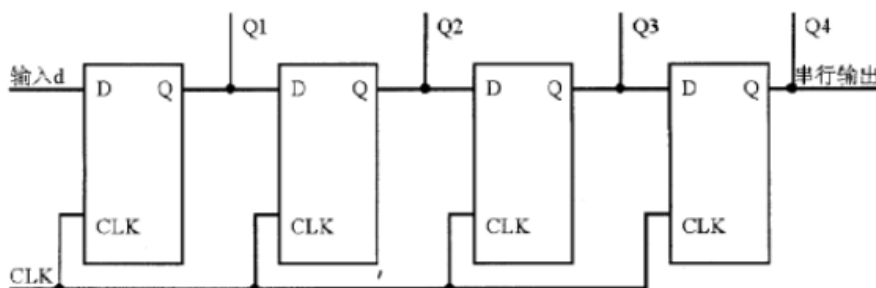 Q1 Q2 Q3 Q4
输入d 串行输出
D Q D Q D Q D Q
CLK CLK CLK CLK
CLK